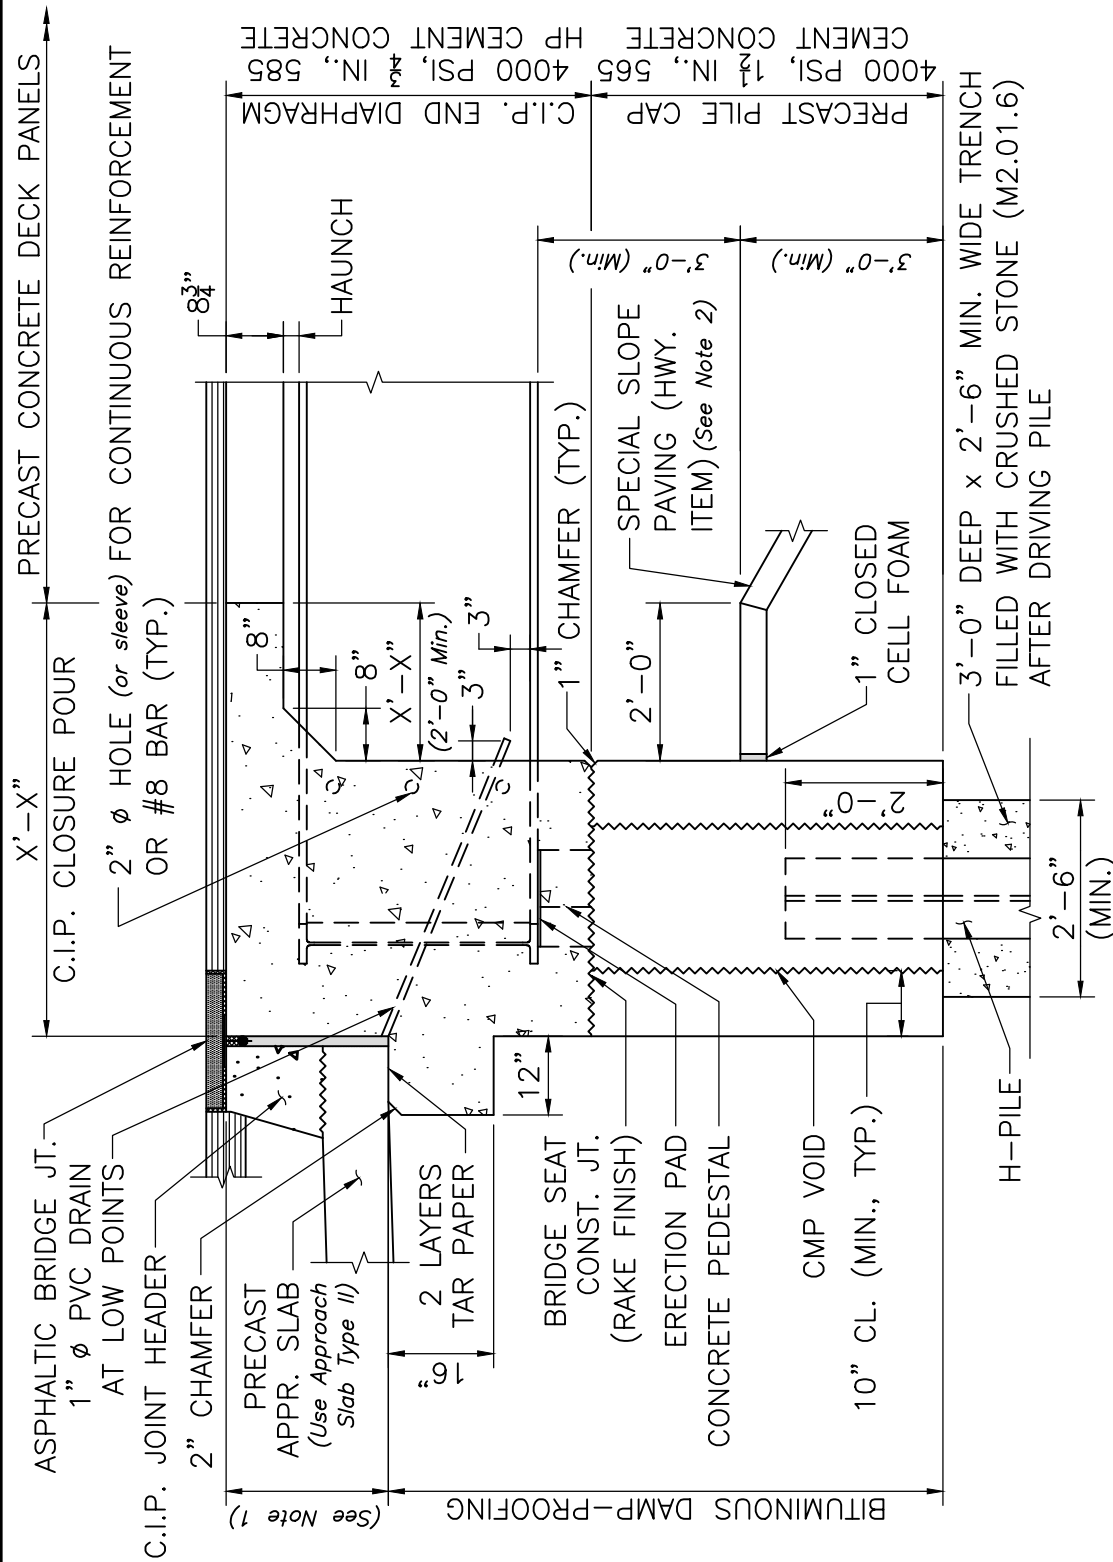 X'-X"
C.I.P. CLOSURE POUR
PRECAST CONCRETE DECK PANELS
2" ϕ HOLE (or sleeve) FOR CONTINUOUS REINFORCEMENT
OR #8 BAR (TYP.)
8 3/4"
HAUNCH
8"
8"
X'-X"
(2'-0" Min.)
3"
3"
1" CHAMFER (TYP.)
C.I.P. END DIAPHRAGM
4000 PSI, 3/4 IN., 585
HP CEMENT CONCRETE
PRECAST PILE CAP
4000 PSI, 1 1/2 IN., 565
CEMENT CONCRETE
3'-0" (Min.)
3'-0" (Min.)
SPECIAL SLOPE
PAVING (HWY.
ITEM) (See Note 2)
2'-0"
1" CLOSED
CELL FOAM
3'-0" DEEP x 2'-6" MIN. WIDE TRENCH
FILLED WITH CRUSHED STONE (M2.01.6)
AFTER DRIVING PILE
2'-0"
2'-6"
(MIN.)
ASPHALTIC BRIDGE JT.
1" ϕ PVC DRAIN
AT LOW POINTS
C.I.P. JOINT HEADER
2" CHAMFER
PRECAST
APPR. SLAB
(Use Approach
Slab Type II)
2 LAYERS
TAR PAPER
16"
12"
BRIDGE SEAT
CONST. JT.
(RAKE FINISH)
ERECTION PAD
CONCRETE PEDESTAL
CMP VOID
10" CL. (MIN., TYP.)
H-PILE
(See Note 1)
BITUMINOUS DAMP-PROOFING